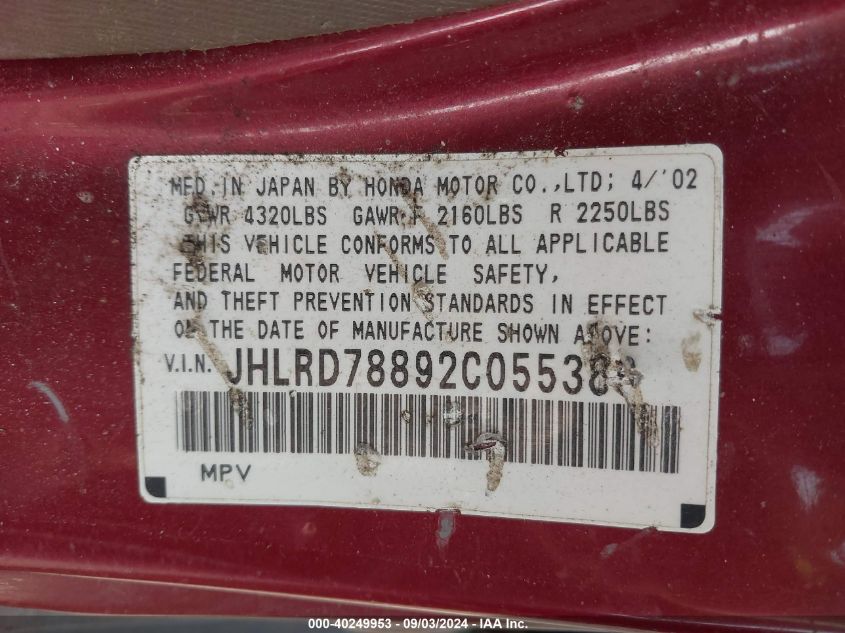 MFD. IN JAPAN BY HONDA MOTOR CO.,LTD; 4/'02
GVWR 4320LBS GAWR F 2160LBS R 2250LBS
THIS VEHICLE CONFORMS TO ALL APPLICABLE
FEDERAL MOTOR VEHICLE SAFETY,
AND THEFT PREVENTION STANDARDS IN EFFECT
ON THE DATE OF MANUFACTURE SHOWN ABOVE:
V.I.N.
MPV
000-40249953 - 09/03/2024 - IAAI.COM